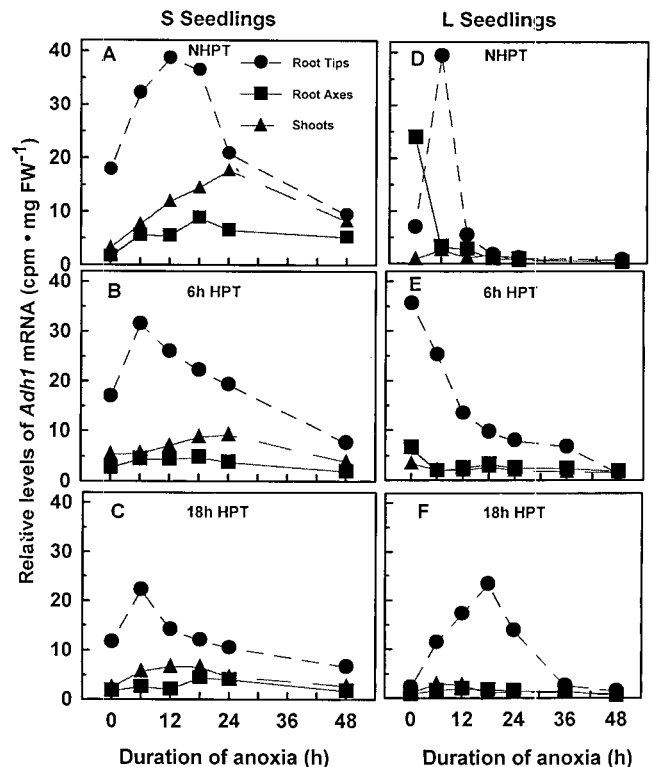 S Seedlings
L Seedlings
Relative levels of Adh1 mRNA (cpm • mg FW⁻¹)
A
NHPT
Root Tips
Root Axes
Shoots
40
30
20
10
0
D
NHPT
B
6h HPT
40
30
20
10
0
E
6h HPT
C
18h HPT
40
30
20
10
0
F
18h HPT
0 12 24 36 48
0 12 24 36 48
Duration of anoxia (h)
Duration of anoxia (h)